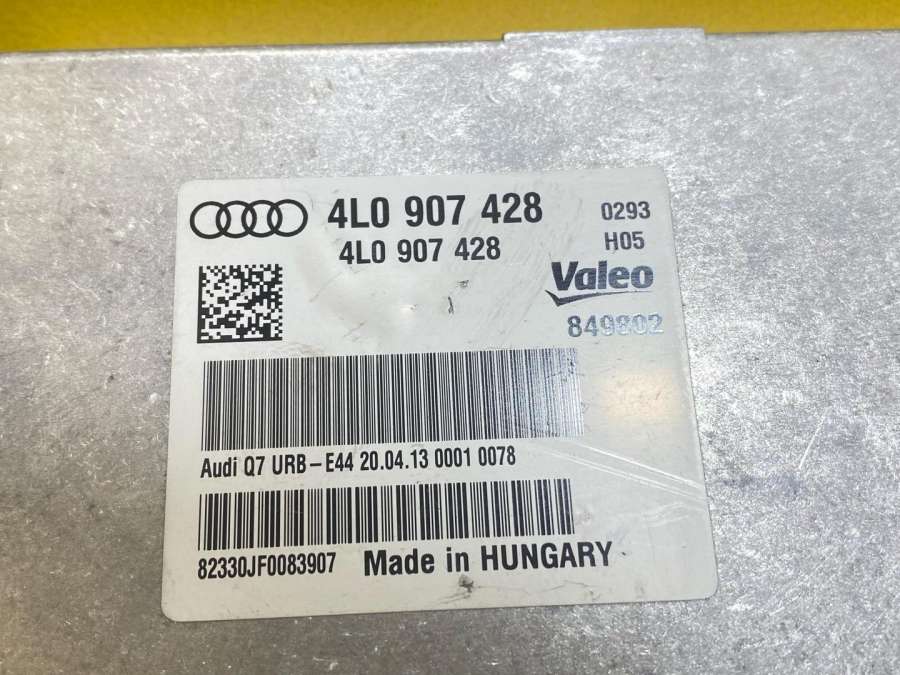 4L0 907 428 0293
4L0 907 428 H05
Valeo
849802
Audi Q7 URB-E44 20.04.13 0001 0078
82330JF0083907 Made in HUNGARY